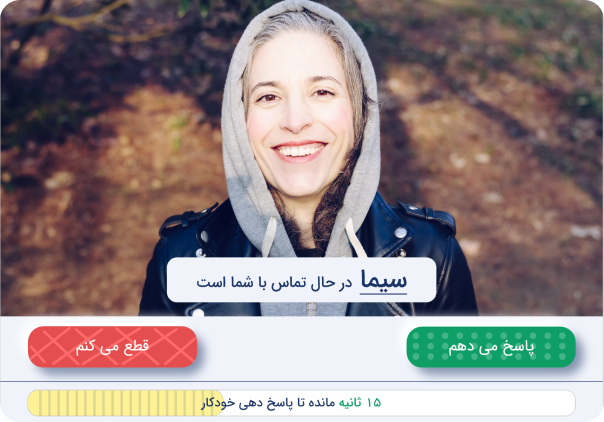 سیما در حال تماس با شما است
پاسخ می دهم
قطع می کنم
۱۵ ثانیه مانده تا پاسخ دهی خودکار